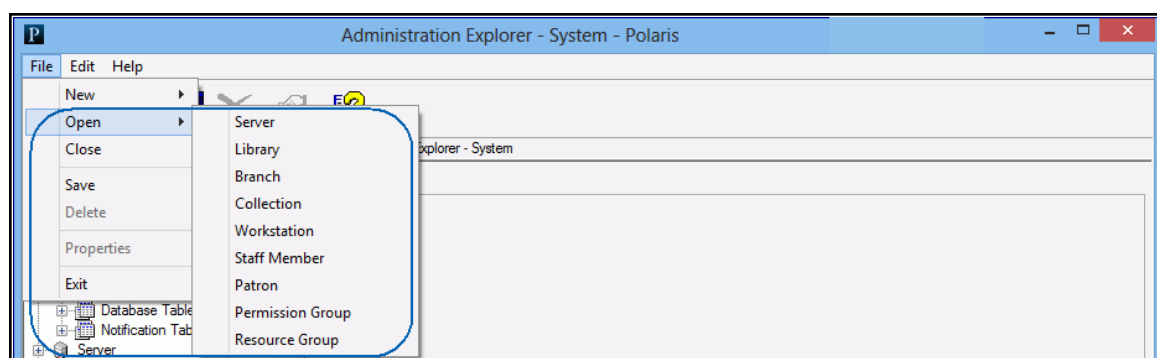 P Administration Explorer - System - Polaris
File Edit Help
New
Open
Close
Save
Delete
Properties
Exit
Server
Library
Branch
Collection
Workstation
Staff Member
Patron
Permission Group
Resource Group
xplorer - System
Database Table
Notification Tab
Server